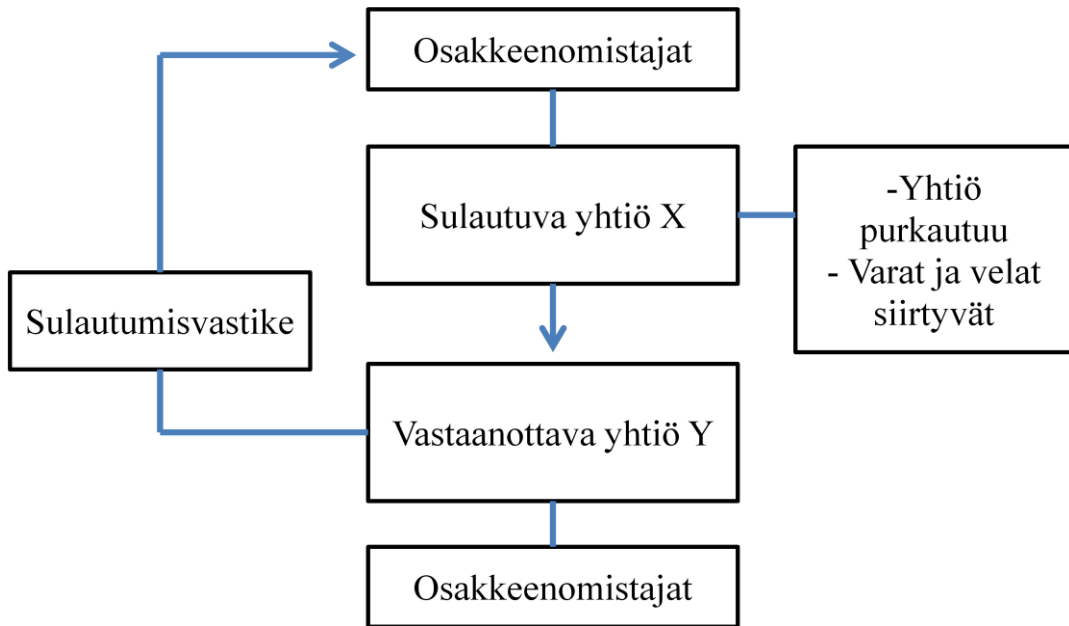 Osakkeenomistajat
Sulautuva yhtiö X
-Yhtiö
purkautuu
- Varat ja velat
siirtyvät
Sulautumisvastike
Vastaanottava yhtiö Y
Osakkeenomistajat